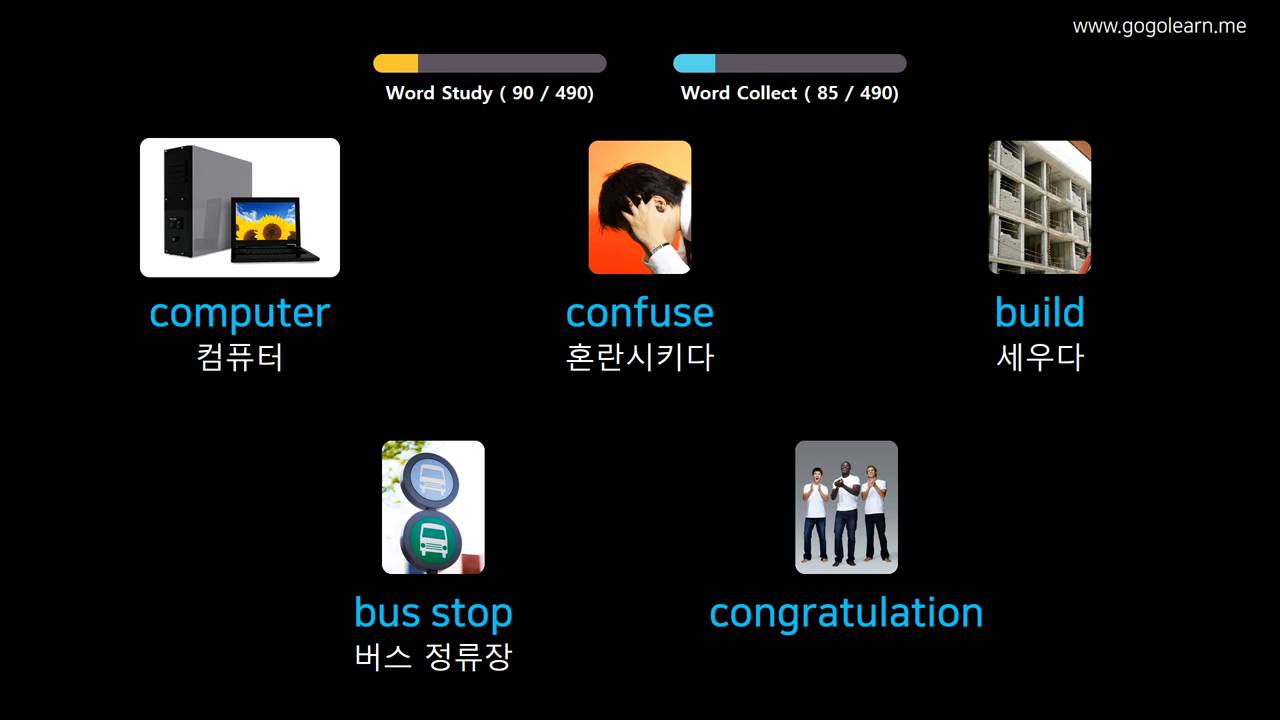 www.gogolearn.me
Word Study ( 90 / 490)
Word Collect ( 85 / 490)
computer
컴퓨터
confuse
혼란시키다
build
세우다
bus stop
버스 정류장
congratulation